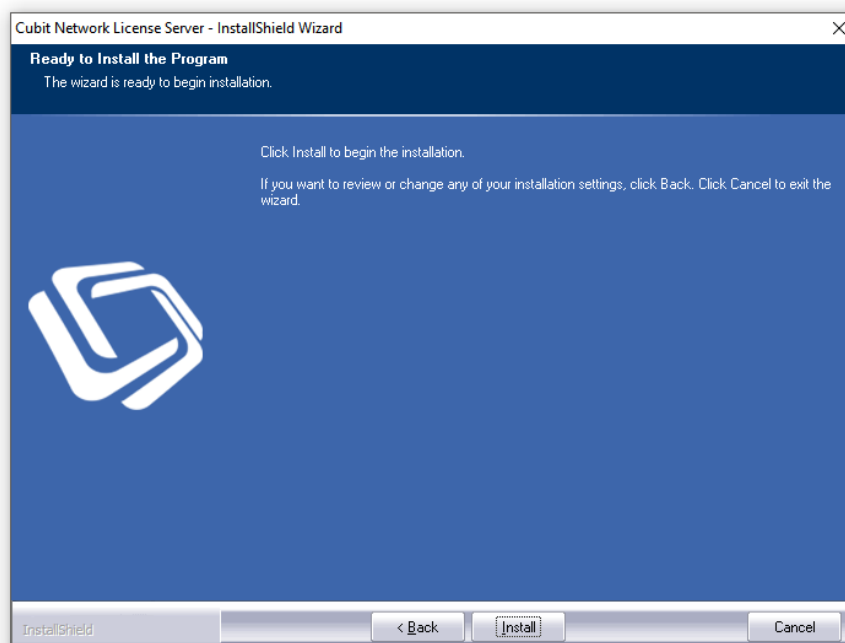 Cubit Network License Server - InstallShield Wizard
Ready to Install the Program
The wizard is ready to begin installation.
Click Install to begin the installation.
If you want to review or change any of your installation settings, click Back. Click Cancel to exit the
wizard.
InstallShield
< Back
Install
Cancel